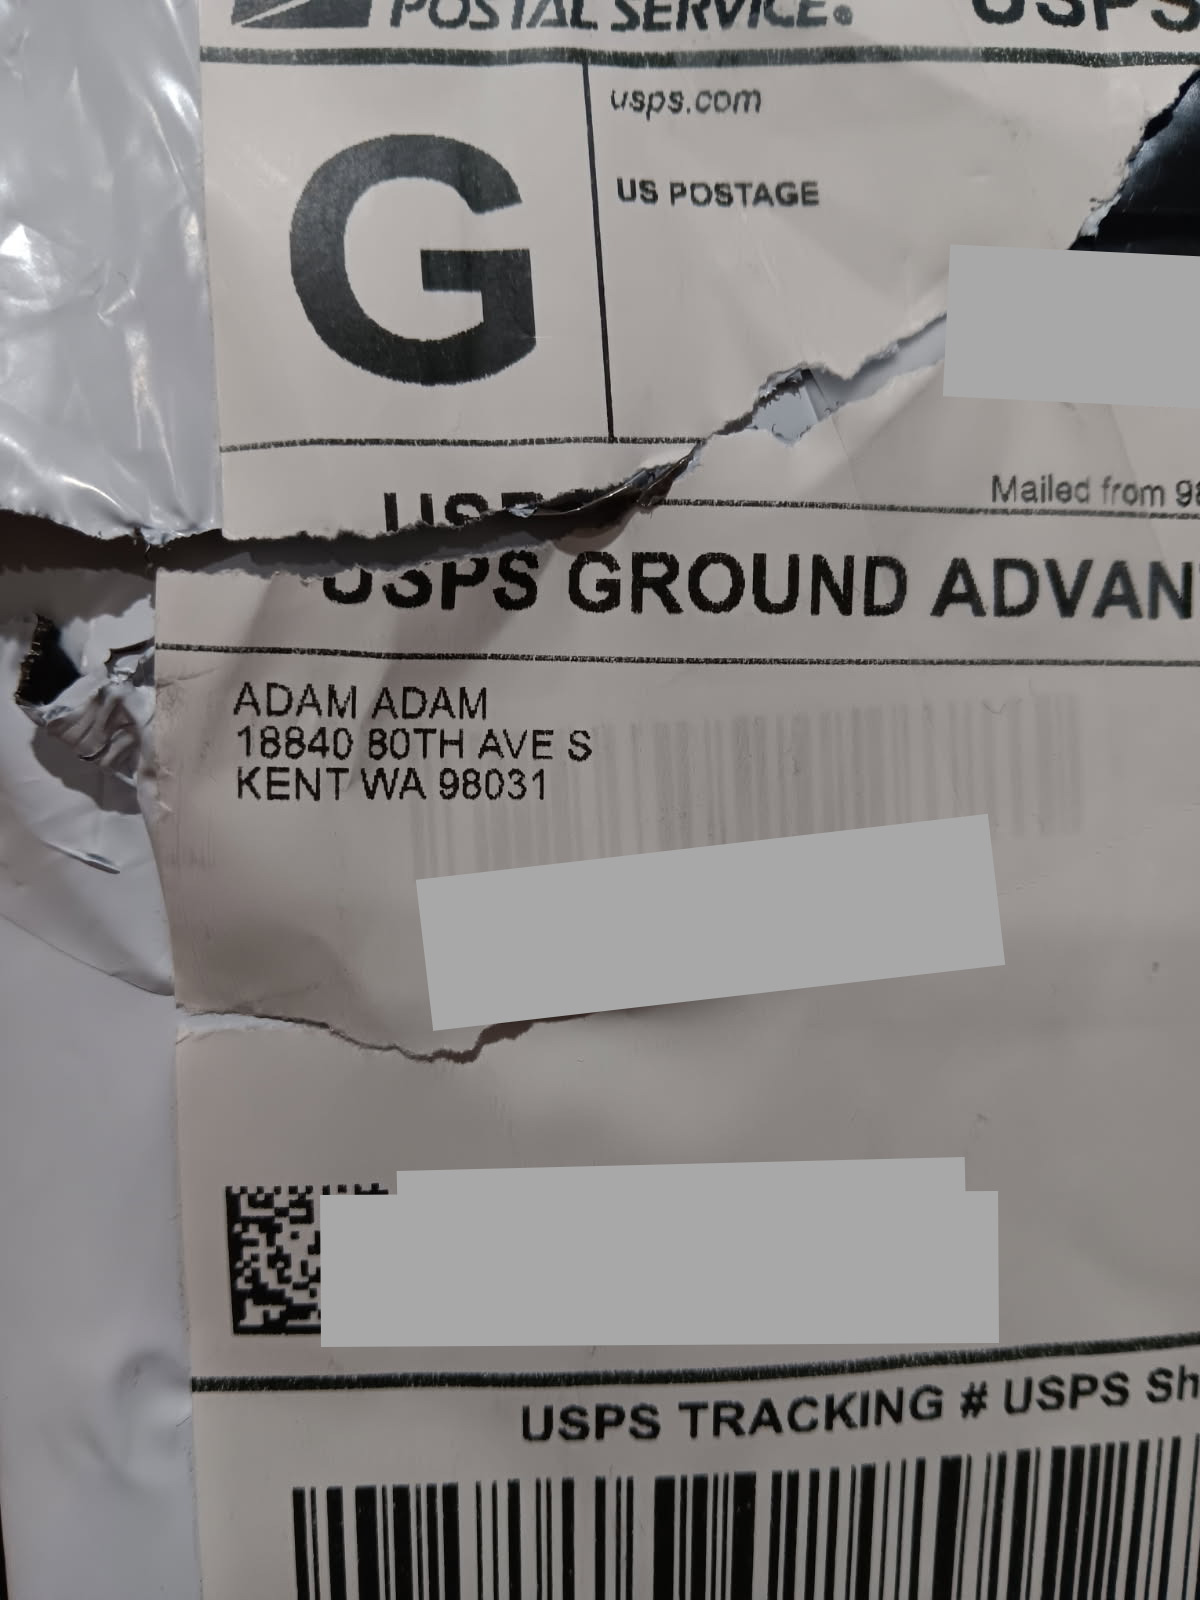 POSTAL SERVICE®
USPS
G
usps.com
US POSTAGE
Mailed from
USPS GROUND
ADAM ADAM
18840 80TH AVE S
KENT WA 98031
USPS TRACKING # USPS